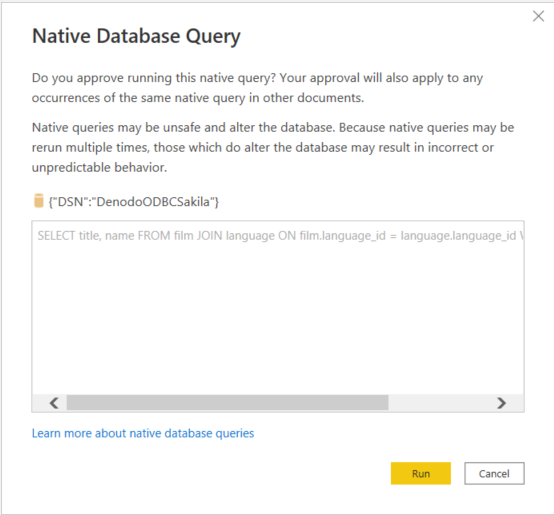 Native Database Query
Do you approve running this native query? Your approval will also apply to any
occurrences of the same native query in other documents.
Native queries may be unsafe and alter the database. Because native queries may be
rerun multiple times, those which do alter the database may result in incorrect or
unpredictable behavior.
{"DSN":"DenodoODBCSakila"}
SELECT title, name FROM film JOIN language ON film.language_id = language.language_id
Learn more about native database queries
Run
Cancel